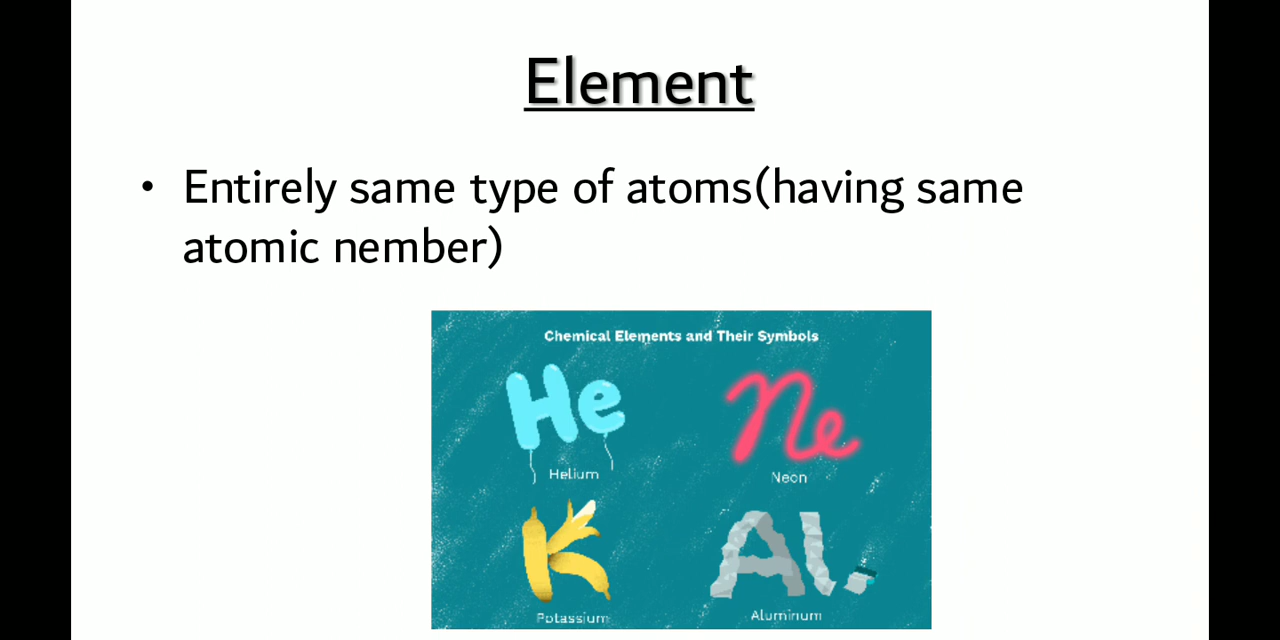 Element
• Entirely same type of atoms(having same
atomic nember)
Chemical Elements and Their Symbols
He
Ne
Helium
Neon
K
Al
Potassium
Aluminum